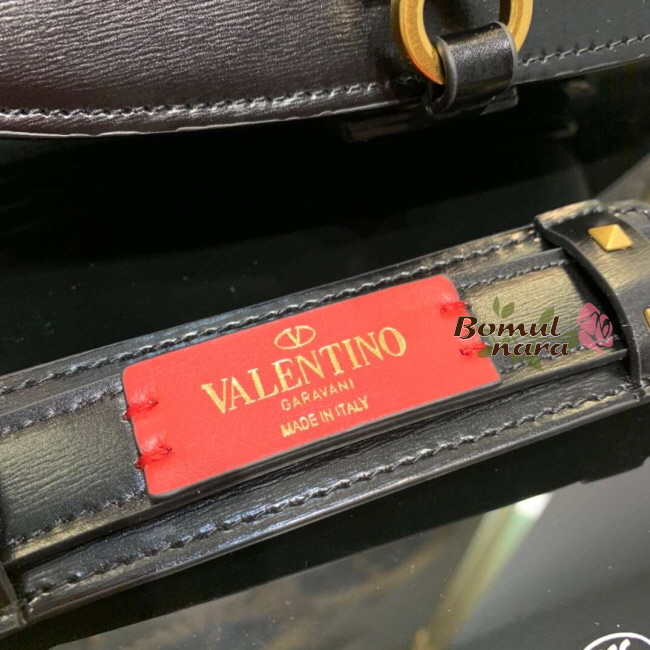 VALENTINO
GARAVANI
MADE IN ITALY
Bomul
nara